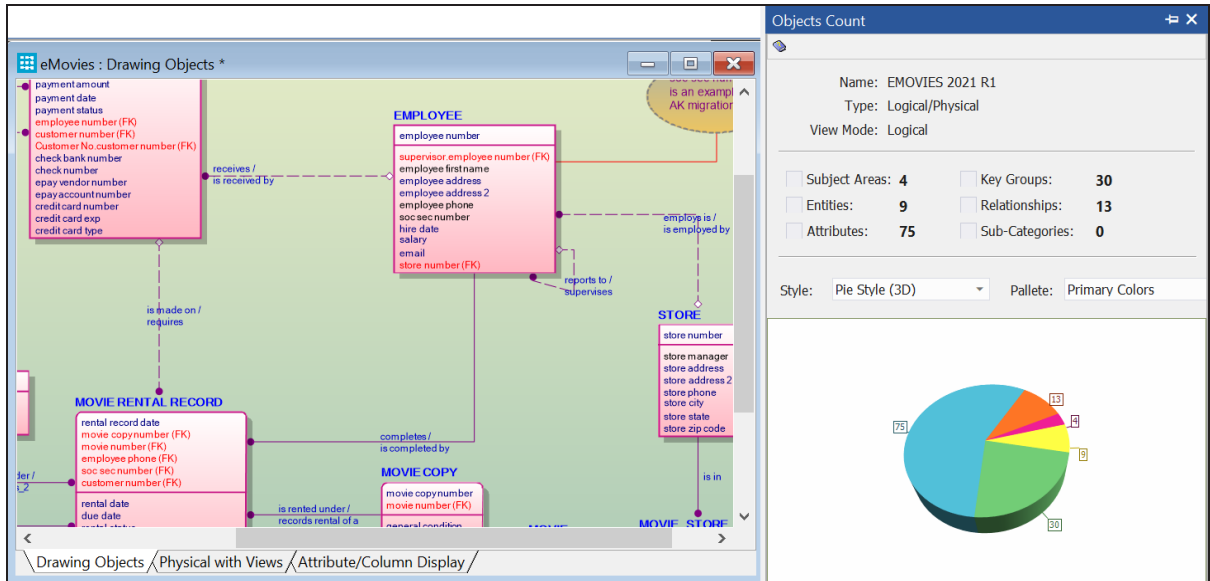 Objects Count
eMovies : Drawing Objects *
payment amount
payment date
payment status
employee number (FK)
customer number (FK)
Customer No.customer number (FK)
check bank number
check number
epay vendor number
epay account number
credit card number
credit card exp
credit card type
receives /
is received by
EMPLOYEE
employee number
supervisor.employee number (FK)
employee first name
employee address
employee address 2
employee phone
soc sec number
hire date
salary
email
store number (FK)
is an exampl
AK migration
employs is /
is employed by
reports to /
supervises
is made on /
requires
STORE
store number
store manager
store address
store address 2
store phone
store city
store state
store zip code
MOVIE RENTAL RECORD
rental record date
movie copy number (FK)
movie number (FK)
employee phone (FK)
soc sec number (FK)
customer number (FK)
rental date
due date
rental status
completes /
is completed by
MOVIE COPY
movie copy number
movie number (FK)
general condition
is rented under /
records rental of a
der /
s_2
is in
MOVIE
MOVIE STORE
Drawing Objects
Physical with Views
Attribute/Column Display
Name: EMOVIES 2021 R1
Type: Logical/Physical
View Mode: Logical
Subject Areas: 4
Key Groups: 30
Entities: 9
Relationships: 13
Attributes: 75
Sub-Categories: 0
Style: Pie Style (3D)
Pallete: Primary Colors
13
4
75
9
30